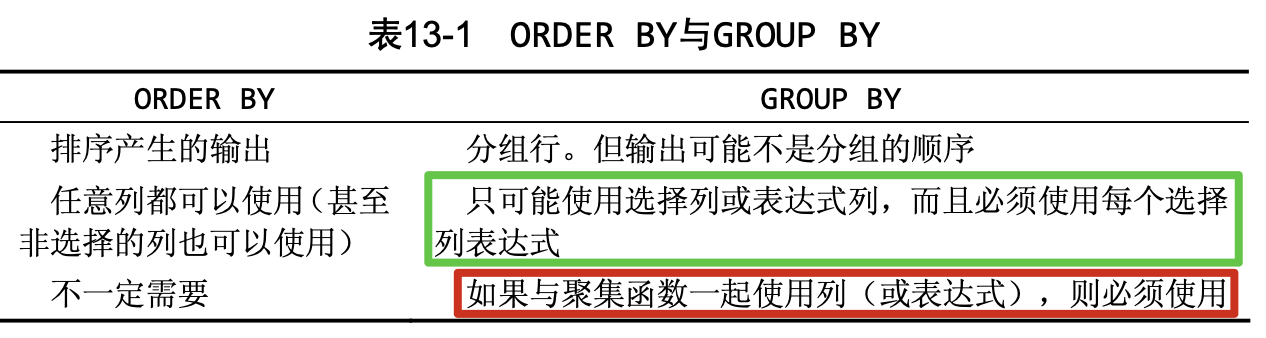 表13-1 ORDER BY与GROUP BY
ORDER BY GROUP BY
排序产生的输出 分组行。但输出可能不是分组的顺序
任意列都可以使用(甚至
非选择的列也可以使用)
只可能使用选择列或表达式列,而且必须使用每个选择
列表达式
不一定需要 如果与聚集函数一起使用列(或表达式),则必须使用